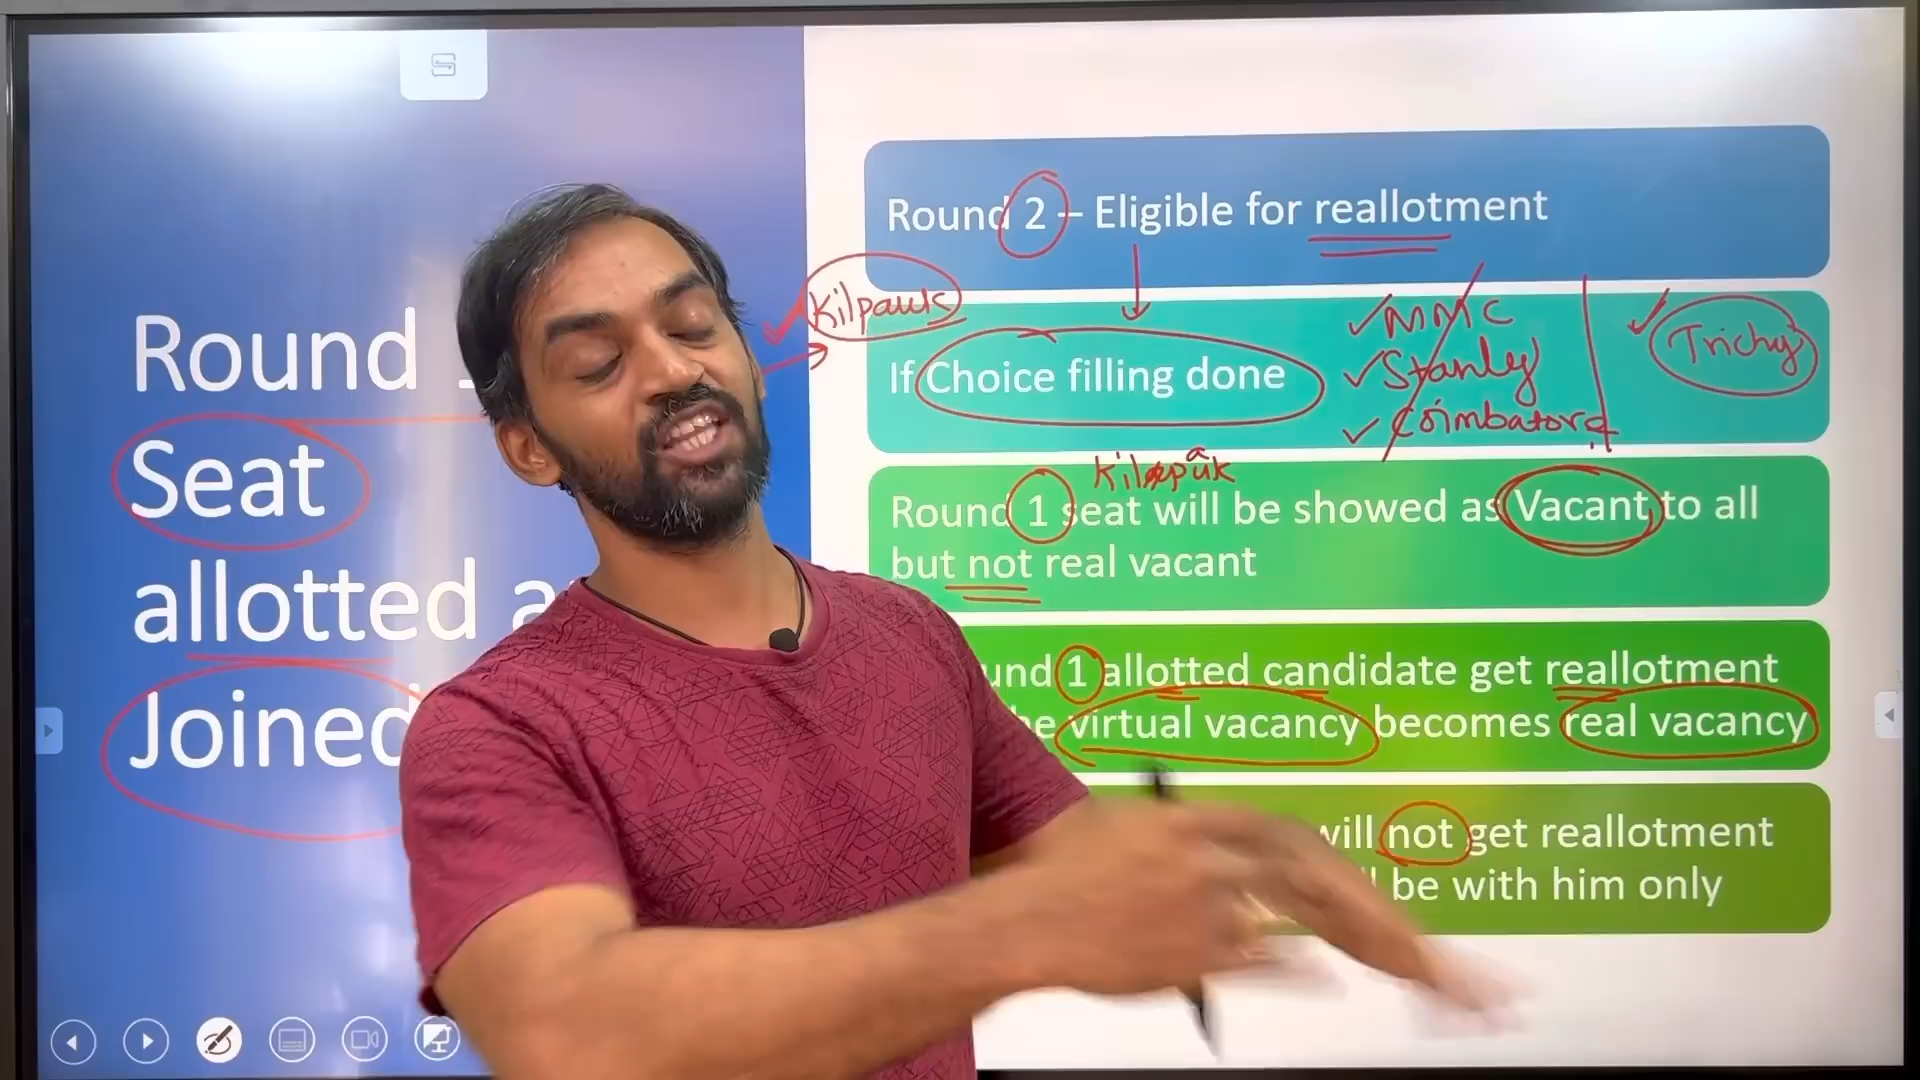 Round
Seat
allotted
Joined
Round 2 – Eligible for reallotment
Kilpauk
If Choice filling done
MMC
Stanley
Coimbatore
Trichy
Kilpauk
Round 1 seat will be showed as Vacant to all
but not real vacant
allotted candidate get reallotment
virtual vacancy becomes real vacancy
will not get reallotment
be with him only